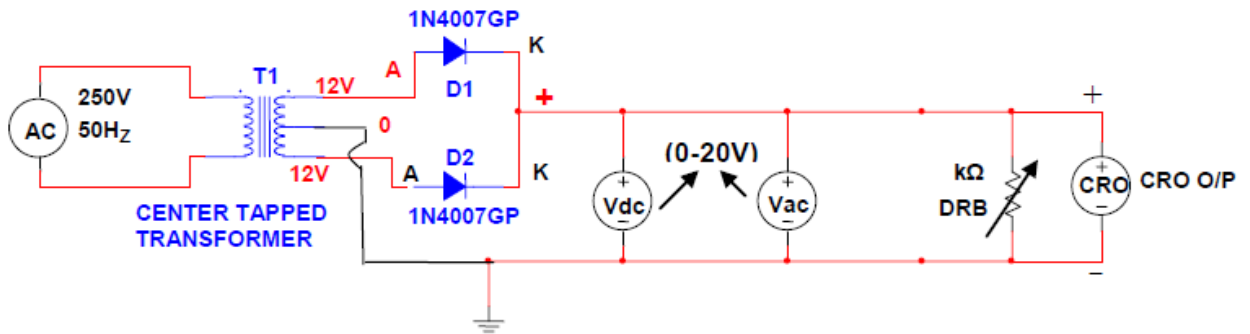 1N4007GP
K
A
T1
D1
12V
+
+
250V
50HZ
AC
0
D2
(0-20V)
12V
A
K
kΩ
CRO
CRO O/P
Vdc
Vac
DRB
1N4007GP
CENTER TAPPED
TRANSFORMER